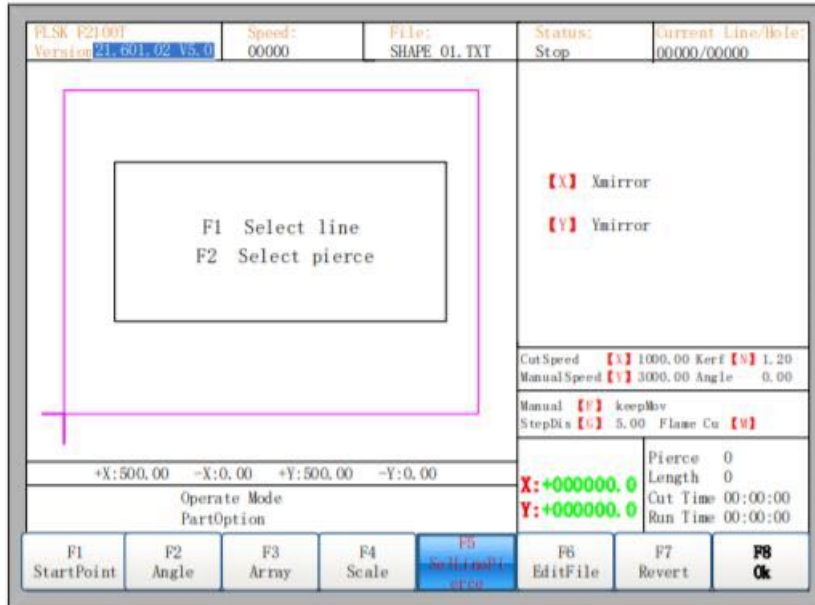 FLSK F2100T
Version 21.601.02 V5.0
Speed:
00000
File:
SHAPE 01.TXT
Status:
Stop
Current Line/Hole:
00000/00000
F1 Select line
F2 Select pierce
【X】 Xmirror
【Y】 Ymirror
CutSpeed 【X】 1000.00 Kerf 【N】 1.20
ManualSpeed 【Y】 3000.00 Angle 0.00
Manual 【F】 keepMov
StepDis 【G】 5.00 Flame Cu 【M】
+X:500.00 -X:0.00 +Y:500.00 -Y:0.00
Operate Mode
PartOption
X:+000000.0
Y:+000000.0
Pierce 0
Length 0
Cut Time 00:00:00
Run Time 00:00:00
F1
StartPoint
F2
Angle
F3
Array
F4
Scale
F5
SelLinePi
erce
F6
EditFile
F7
Revert
F8
Ok